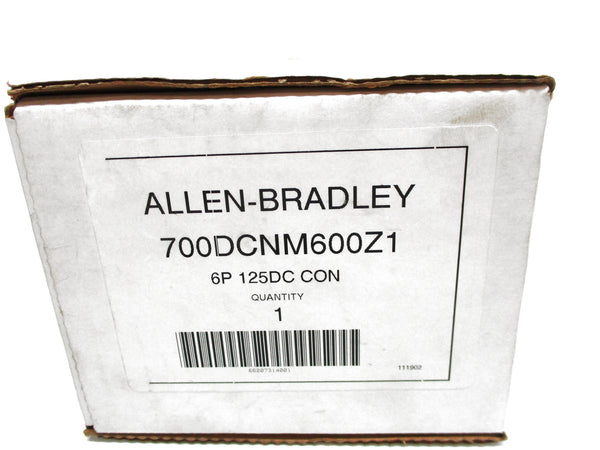 ALLEN-BRADLEY
700DCNM600Z1
6P 125DC CON
QUANTITY
1
111902